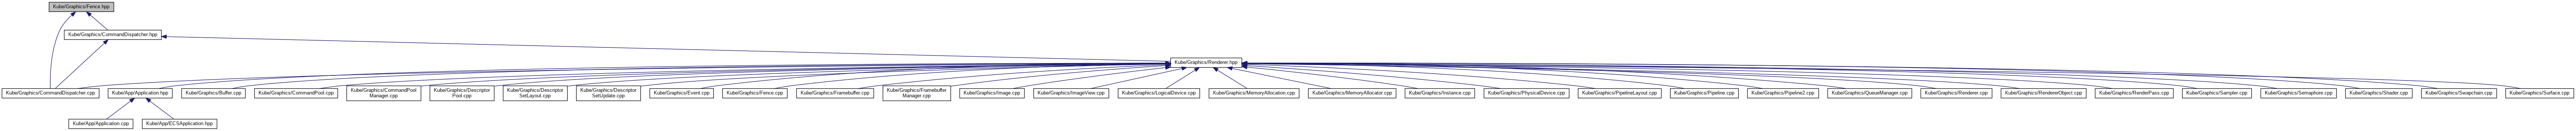 Kube/Graphics/Fence.hpp
Kube/Graphics/CommandDispatcher.hpp
Kube/Graphics/Renderer.hpp
Kube/Graphics/CommandDispatcher.cpp
Kube/App/Application.hpp
Kube/Graphics/Buffer.cpp
Kube/Graphics/CommandPool.cpp
Kube/Graphics/CommandPool
Manager.cpp
Kube/Graphics/Descriptor
Pool.cpp
Kube/Graphics/Descriptor
SetLayout.cpp
Kube/Graphics/Descriptor
SetUpdate.cpp
Kube/Graphics/Event.cpp
Kube/Graphics/Fence.cpp
Kube/Graphics/Framebuffer.cpp
Kube/Graphics/Framebuffer
Manager.cpp
Kube/Graphics/Image.cpp
Kube/Graphics/ImageView.cpp
Kube/Graphics/LogicalDevice.cpp
Kube/Graphics/MemoryAllocation.cpp
Kube/Graphics/MemoryAllocator.cpp
Kube/Graphics/Instance.cpp
Kube/Graphics/PhysicalDevice.cpp
Kube/Graphics/PipelineLayout.cpp
Kube/Graphics/Pipeline.cpp
Kube/Graphics/Pipeline2.cpp
Kube/Graphics/QueueManager.cpp
Kube/Graphics/Renderer.cpp
Kube/Graphics/RendererObject.cpp
Kube/Graphics/RenderPass.cpp
Kube/Graphics/Sampler.cpp
Kube/Graphics/Semaphore.cpp
Kube/Graphics/Shader.cpp
Kube/Graphics/Swapchain.cpp
Kube/Graphics/Surface.cpp
Kube/App/Application.cpp
Kube/App/ECSApplication.hpp